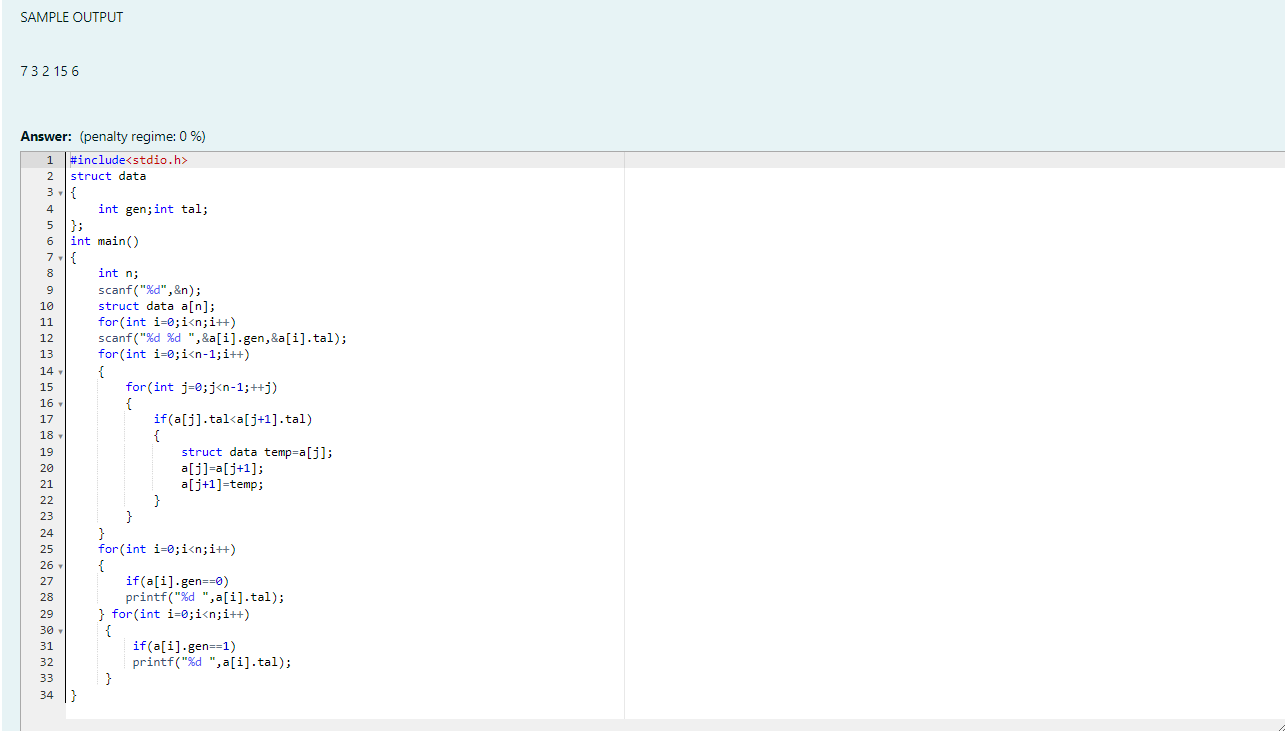 SAMPLE OUTPUT
7 3 2 15 6
Answer: (penalty regime: 0 %)
1 #include<stdio.h>
2 struct data
3 {
4     int gen;int tal;
5 };
6 int main()
7 {
8     int n;
9     scanf("%d",&n);
10     struct data a[n];
11     for(int i=0;i<n;i++)
12     scanf("%d %d ",&a[i].gen,&a[i].tal);
13     for(int i=0;i<n-1;i++)
14     {
15         for(int j=0;j<n-1;++j)
16         {
17             if(a[j].tal<a[j+1].tal)
18             {
19                 struct data temp=a[j];
20                 a[j]=a[j+1];
21                 a[j+1]=temp;
22             }
23         }
24     }
25     for(int i=0;i<n;i++)
26     {
27         if(a[i].gen==0)
28         printf("%d ",a[i].tal);
29     } for(int i=0;i<n;i++)
30      {
31          if(a[i].gen==1)
32          printf("%d ",a[i].tal);
33      }
34 }